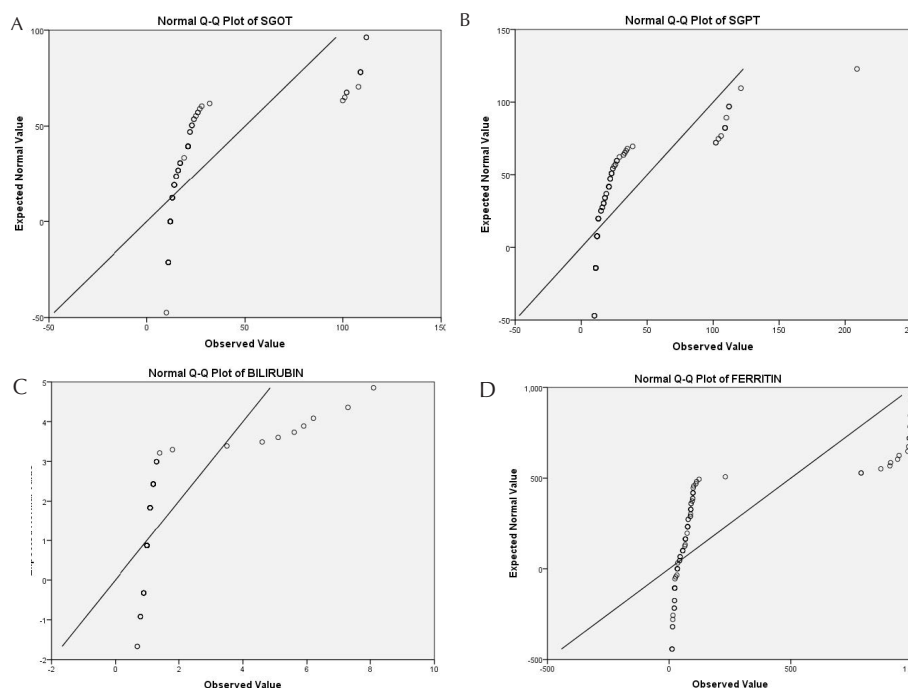 A
Normal Q-Q Plot of SGOT
100
50
0
-50
-50
0
50
100
Observed Value
Expected Normal Value
B
Normal Q-Q Plot of SGPT
150
100
50
0
-50
-50
0
50
100
150
200
Observed Value
Expected Normal Value
C
Normal Q-Q Plot of BILIRUBIN
5
4
3
2
1
0
-1
-2
-2
0
2
4
6
8
10
Observed Value
D
Normal Q-Q Plot of FERRITIN
1,000
500
0
-500
-500
0
500
Observed Value
Expected Normal Value